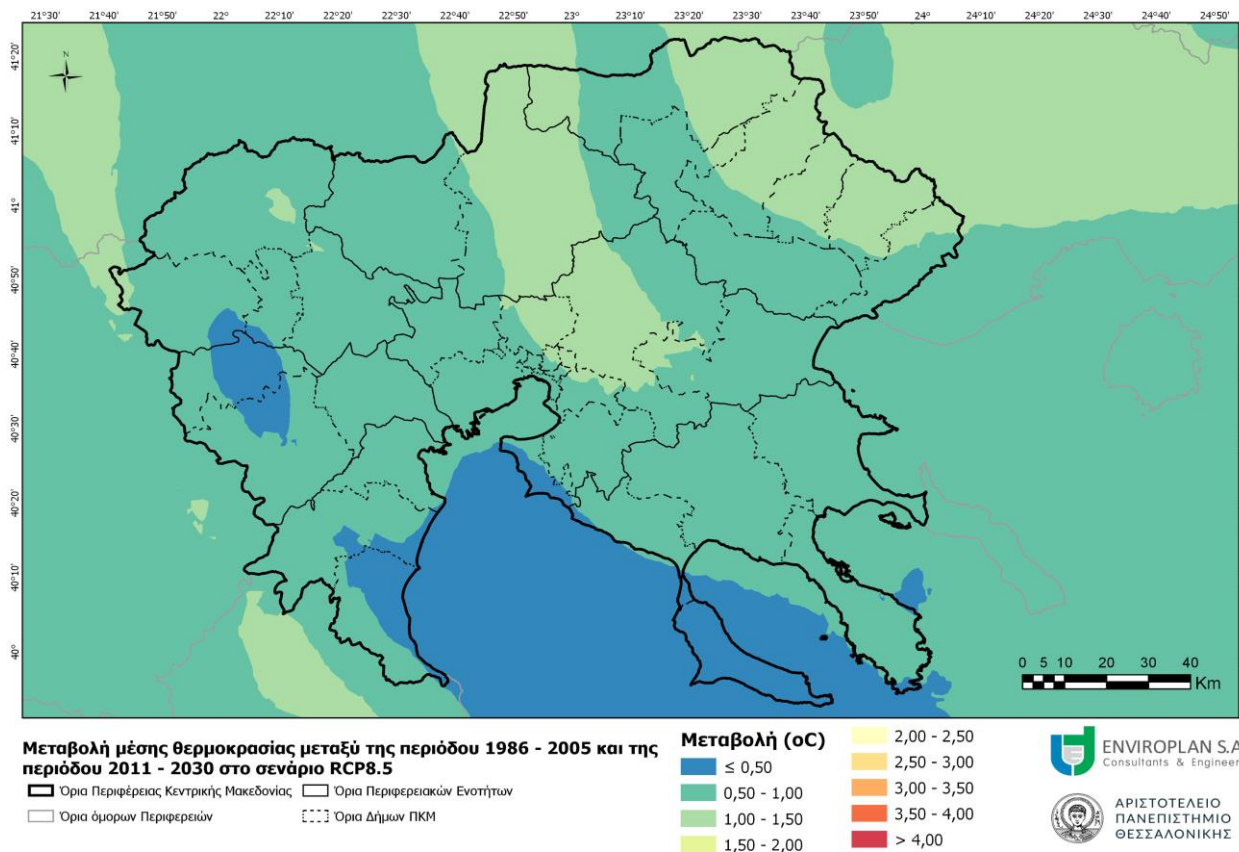 21°30' 21°40' 21°50' 22° 22°10' 22°20' 22°30' 22°40' 22°50' 23° 23°10' 23°20' 23°30' 23°40' 23°50' 24° 24°10' 24°20' 24°30' 24°40' 24°50'
41°20'
41°10'
41°
40°50'
40°40'
40°30'
40°20'
40°10'
40°
N
0 5 10 20 30 40
Km
Μεταβολή μέσης θερμοκρασίας μεταξύ της περιόδου 1986 - 2005 και της
περιόδου 2011 - 2030 στο σενάριο RCP8.5
Όρια Περιφέρειας Κεντρικής Μακεδονίας
Όρια Περιφερειακών Ενοτήτων
Όρια όμορων Περιφερειών
Όρια Δήμων ΠΚΜ
Μεταβολή (oC)
≤ 0,50
0,50 - 1,00
1,00 - 1,50
1,50 - 2,00
2,00 - 2,50
2,50 - 3,00
3,00 - 3,50
3,50 - 4,00
> 4,00
ENVIROPLAN S.A
Consultants & Engineer
ΑΡΙΣΤΟΤΕΛΕΙΟ
ΠΑΝΕΠΙΣΤΗΜΙΟ
ΘΕΣΣΑΛΟΝΙΚΗΣ